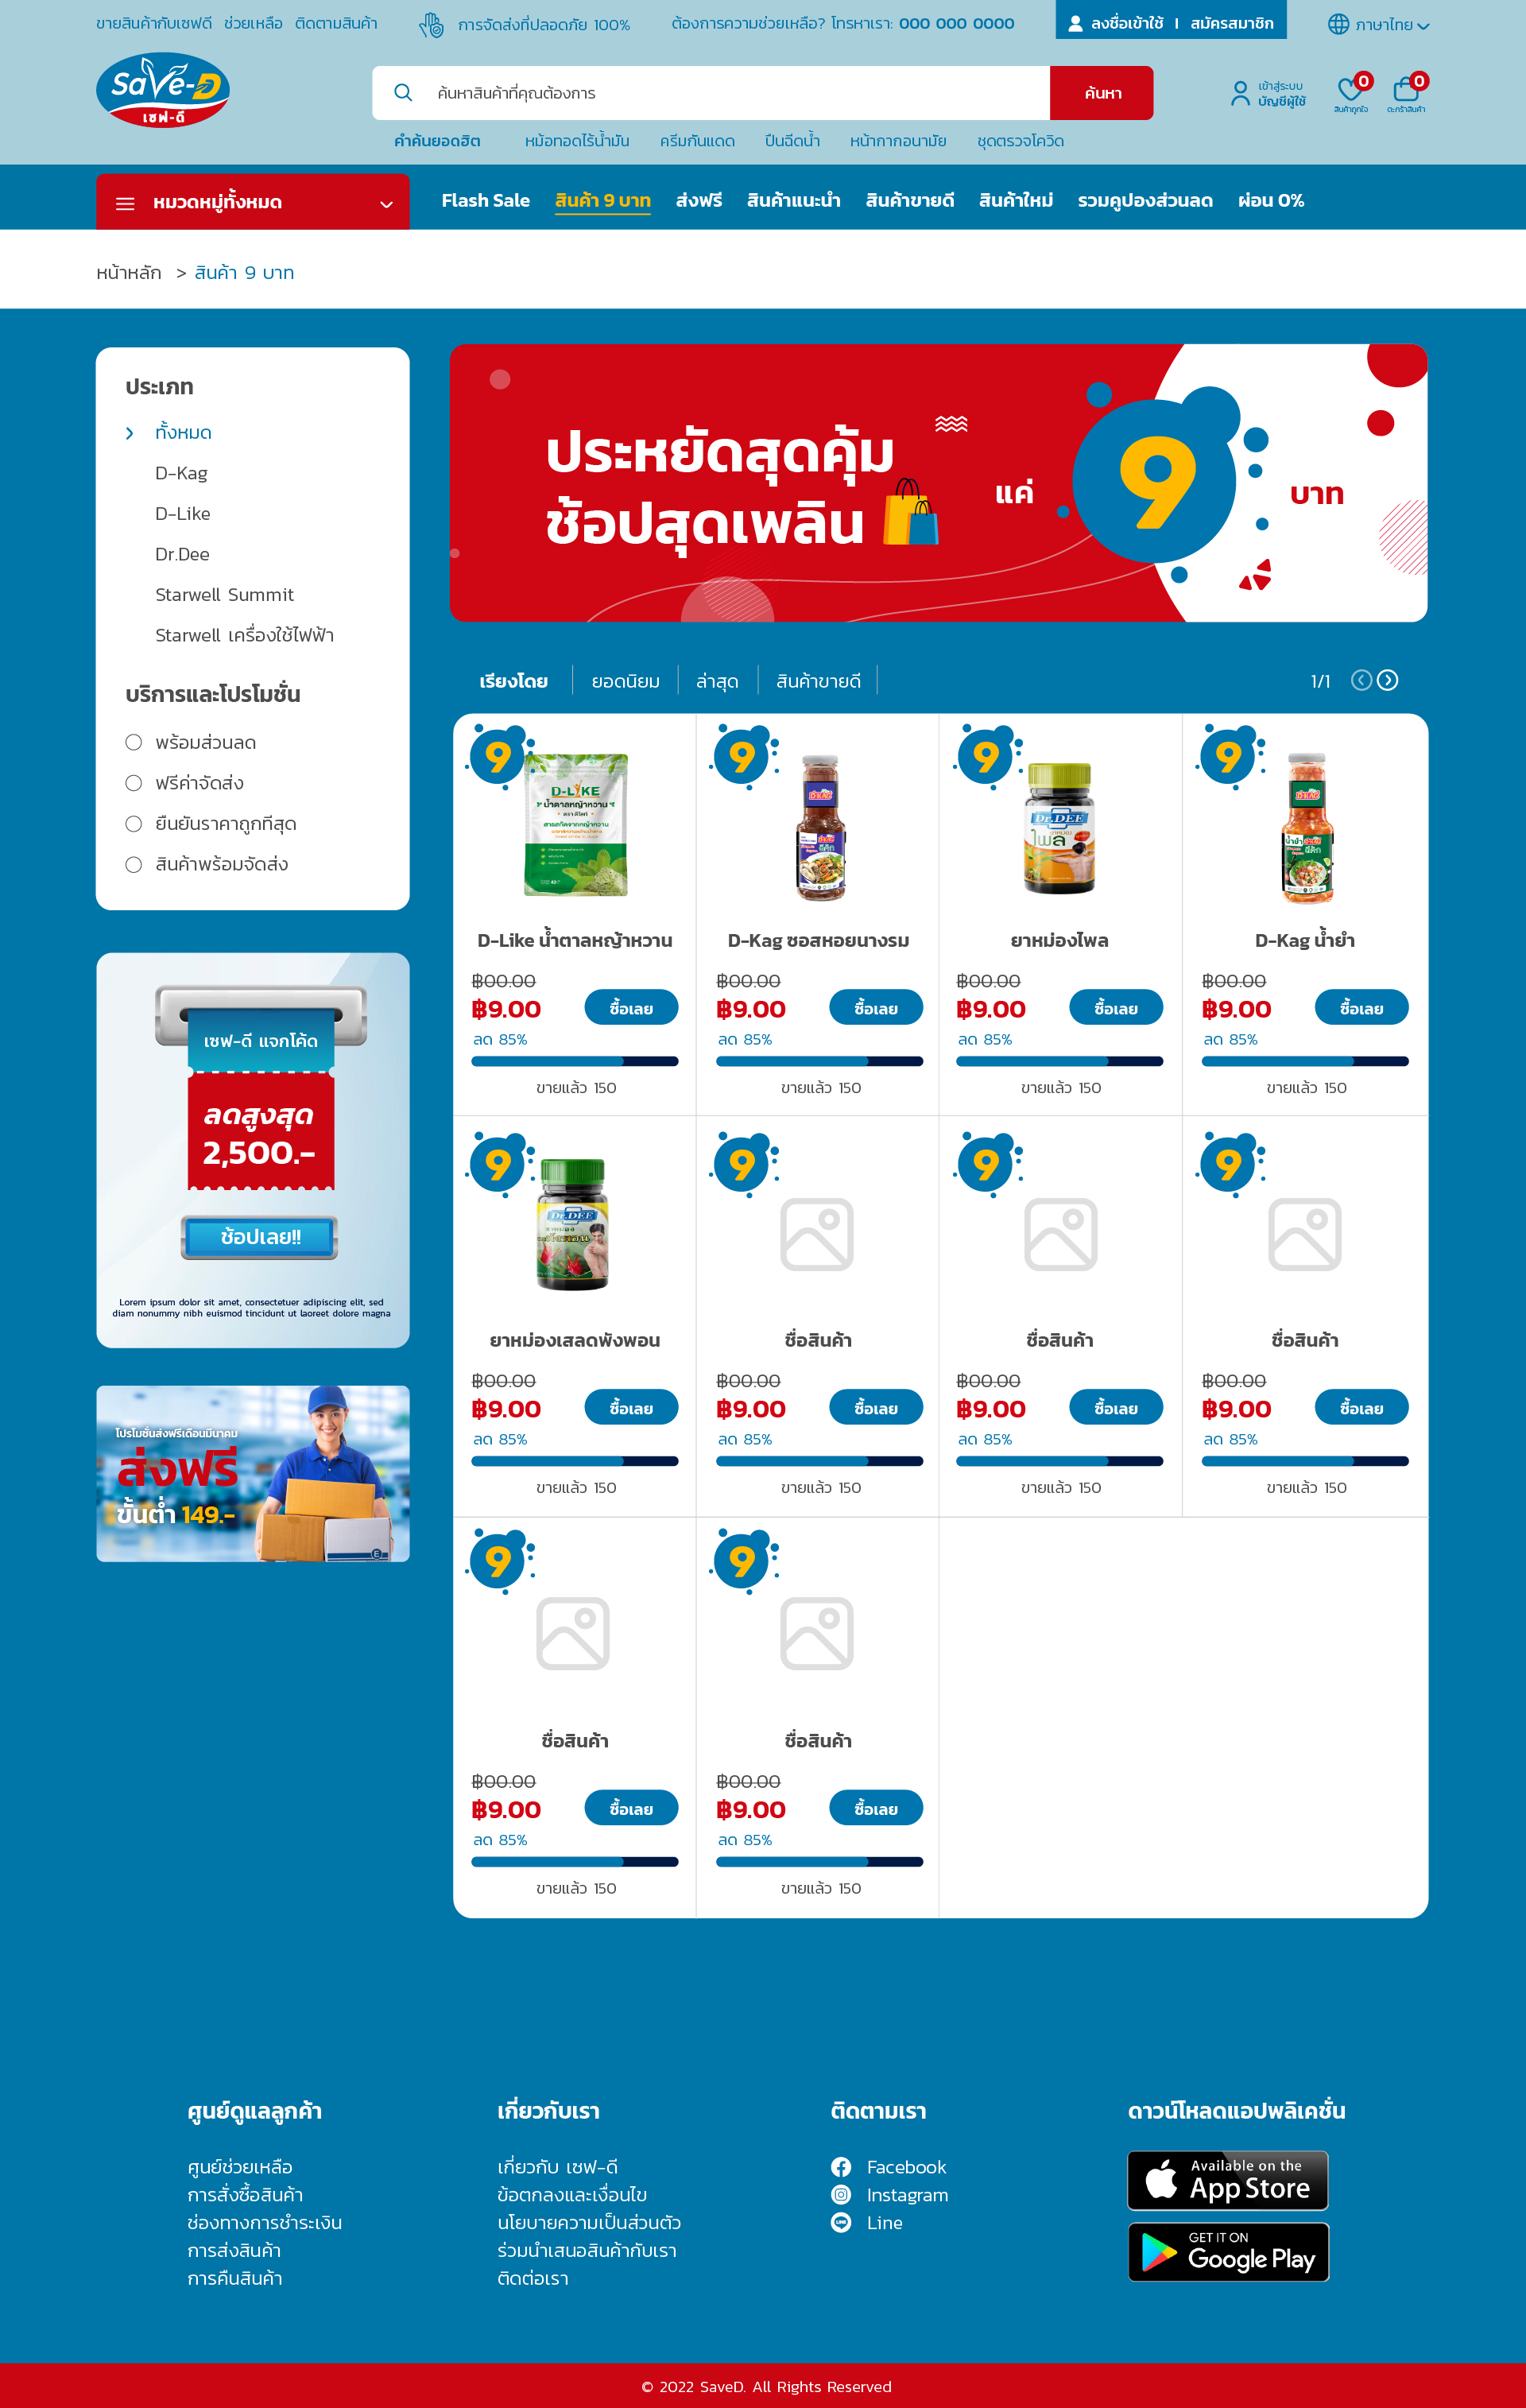 ขายสินค้ากับเซฟดี ช่วยเหลือ ติดตามสินค้า
การจัดส่งที่ปลอดภัย 100%
ต้องการความช่วยเหลือ? โทรหาเรา: 000 000 0000
ลงชื่อเข้าใช้ I สมัครสมาชิก
ภาษาไทย
SaVe-D
เซฟ-ดี
ค้นหาสินค้าที่คุณต้องการ
ค้นหา
เข้าสู่ระบบ
บัญชีผู้ใช้
0
สินค้าถูกใจ
0
ตะกร้าสินค้า
คำค้นยอดฮิต หม้อทอดไร้น้ำมัน ครีมกันแดด ปืนฉีดน้ำ หน้ากากอนามัย ชุดตรวจโควิด
หมวดหมู่ทั้งหมด
Flash Sale สินค้า 9 บาท ส่งฟรี สินค้าแนะนำ สินค้าขายดี สินค้าใหม่ รวมคูปองส่วนลด ผ่อน 0%
หน้าหลัก > สินค้า 9 บาท
ประเภท
ทั้งหมด
D-Kag
D-Like
Dr.Dee
Starwell Summit
Starwell เครื่องใช้ไฟฟ้า
บริการและโปรโมชั่น
พร้อมส่วนลด
ฟรีค่าจัดส่ง
ยืนยันราคาถูกทีสุด
สินค้าพร้อมจัดส่ง
เซฟ-ดี แจกโค้ด
ลดสูงสุด
2,500.-
ช้อปเลย!!
Lorem ipsum dolor sit amet, consectetuer adipiscing elit, sed
diam nonummy nibh euismod tincidunt ut laoreet dolore magna
โปรโมชั่นส่งฟรีเดือนมีนาคม
ส่งฟรี
ขั้นต่ำ 149.-
ประหยัดสุดคุ้ม
ช้อปสุดเพลิน
แค่
9
บาท
เรียงโดย ยอดนิยม ล่าสุด สินค้าขายดี
1/1
9
D-LIKE
น้ำตาลหญ้าหวาน
D-Like น้ำตาลหญ้าหวาน
฿00.00
฿9.00
ซื้อเลย
ลด 85%
ขายแล้ว 150
9
D-KAG
D-Kag ซอสหอยนางรม
฿00.00
฿9.00
ซื้อเลย
ลด 85%
ขายแล้ว 150
9
Dr.DEE
ไพล
ยาหม่องไพล
฿00.00
฿9.00
ซื้อเลย
ลด 85%
ขายแล้ว 150
9
D-KAG
D-Kag น้ำยำ
฿00.00
฿9.00
ซื้อเลย
ลด 85%
ขายแล้ว 150
9
Dr.DEE
ยาหม่องเสลดพังพอน
฿00.00
฿9.00
ซื้อเลย
ลด 85%
ขายแล้ว 150
9
ชื่อสินค้า
฿00.00
฿9.00
ซื้อเลย
ลด 85%
ขายแล้ว 150
9
ชื่อสินค้า
฿00.00
฿9.00
ซื้อเลย
ลด 85%
ขายแล้ว 150
9
ชื่อสินค้า
฿00.00
฿9.00
ซื้อเลย
ลด 85%
ขายแล้ว 150
9
ชื่อสินค้า
฿00.00
฿9.00
ซื้อเลย
ลด 85%
ขายแล้ว 150
9
ชื่อสินค้า
฿00.00
฿9.00
ซื้อเลย
ลด 85%
ขายแล้ว 150
ศูนย์ดูแลลูกค้า
ศูนย์ช่วยเหลือ
การสั่งซื้อสินค้า
ช่องทางการชำระเงิน
การส่งสินค้า
การคืนสินค้า
เกี่ยวกับเรา
เกี่ยวกับ เซฟ-ดี
ข้อตกลงและเงื่อนไข
นโยบายความเป็นส่วนตัว
ร่วมนำเสนอสินค้ากับเรา
ติดต่อเรา
ติดตามเรา
Facebook
Instagram
Line
ดาวน์โหลดแอปพลิเคชั่น
Available on the
App Store
GET IT ON
Google Play
© 2022 SaveD. All Rights Reserved